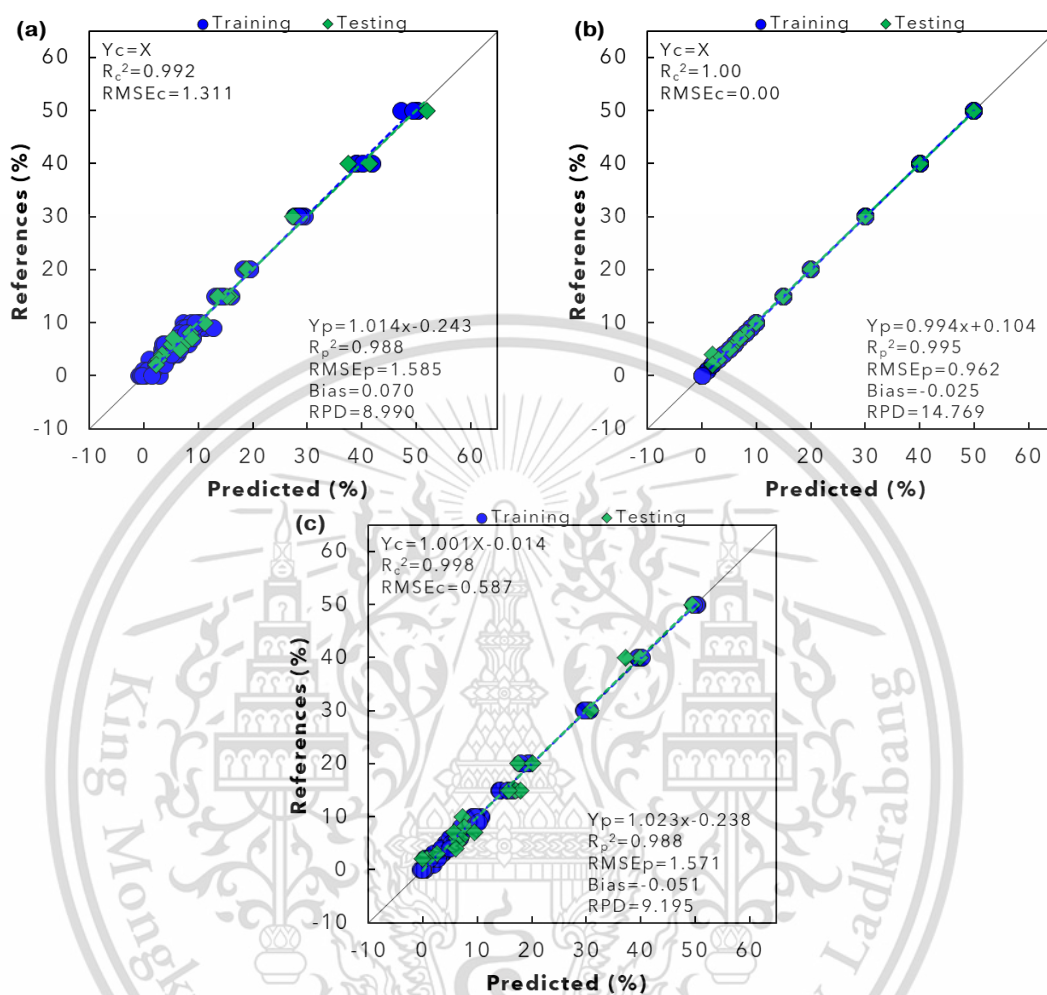 (a)
Training Testing
Yc=X
Rc²=0.992
RMSEc=1.311
60
50
40
30
20
10
0
-10
References (%)
Yp=1.014x-0.243
Rp²=0.988
RMSEp=1.585
Bias=0.070
RPD=8.990
-10 0 10 20 30 40 50 60
Predicted (%)
(b)
Training Testing
Yc=X
Rc²=1.00
RMSEc=0.00
60
50
40
30
20
10
0
-10
References (%)
Yp=0.994x+0.104
Rp²=0.995
RMSEp=0.962
Bias=-0.025
RPD=14.769
-10 0 10 20 30 40 50 60
Predicted (%)
(c)
Training Testing
Yc=1.001X-0.014
Rc²=0.998
RMSEc=0.587
60
50
40
30
20
10
0
-10
References (%)
Yp=1.023x-0.238
Rp²=0.988
RMSEp=1.571
Bias=-0.051
RPD=9.195
-10 0 10 20 30 40 50 60
Predicted (%)
King Mongk
Ladkrabang